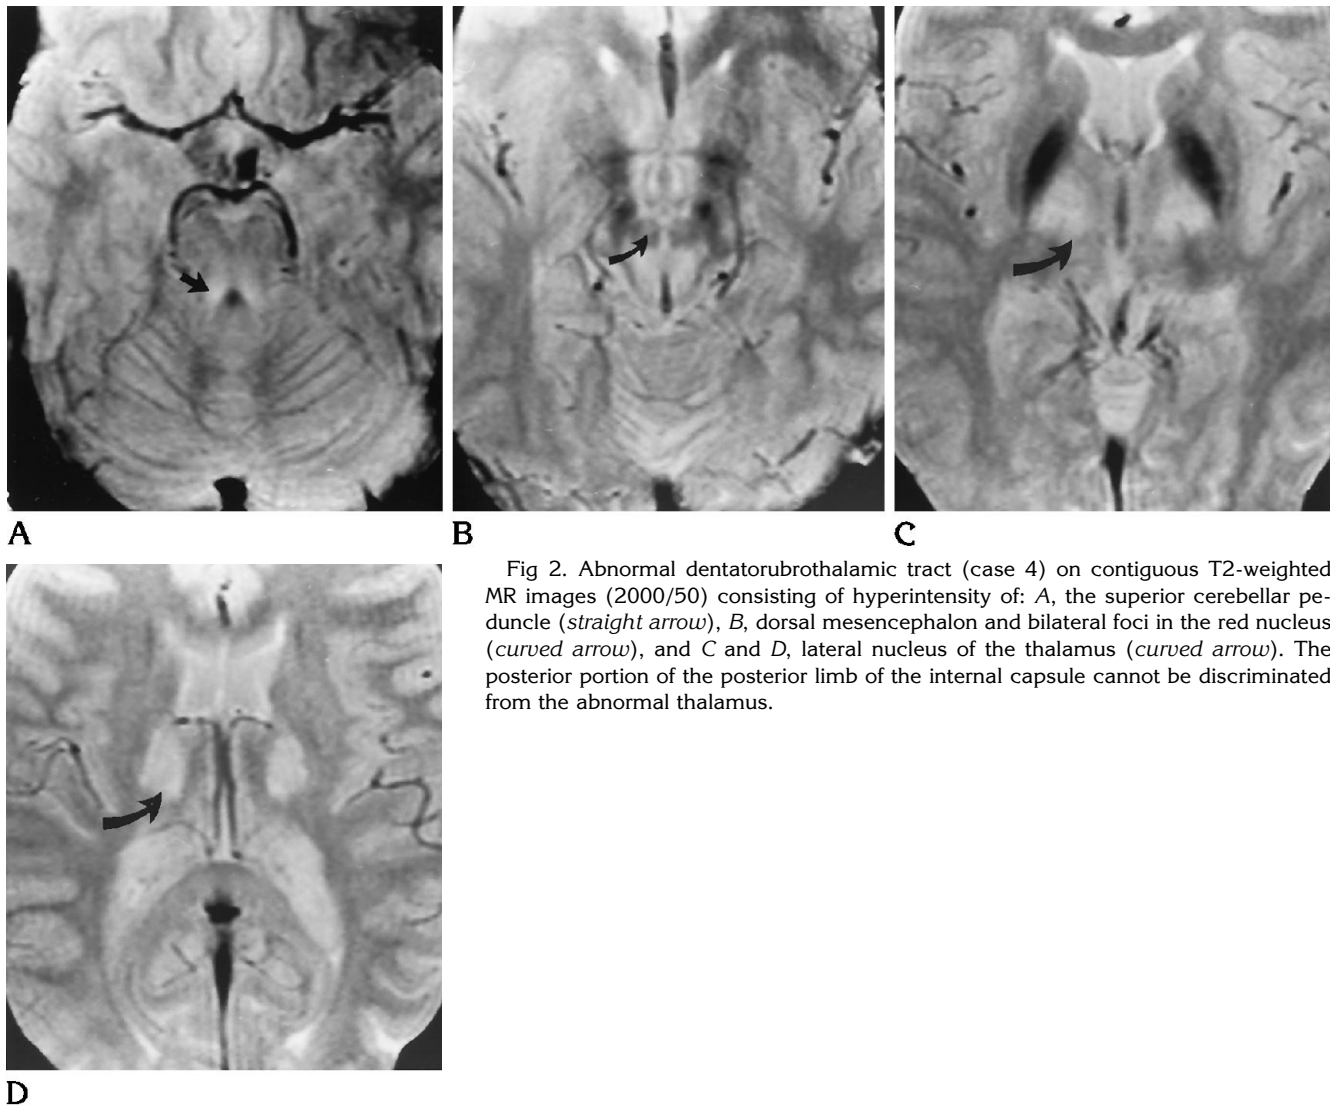 A
B
C
Fig 2. Abnormal dentatorubrothalamic tract (case 4) on contiguous T2-weighted
MR images (2000/50) consisting of hyperintensity of: A, the superior cerebellar pe-
duncle (straight arrow), B, dorsal mesencephalon and bilateral foci in the red nucleus
(curved arrow), and C and D, lateral nucleus of the thalamus (curved arrow). The
posterior portion of the posterior limb of the internal capsule cannot be discriminated
from the abnormal thalamus.
D